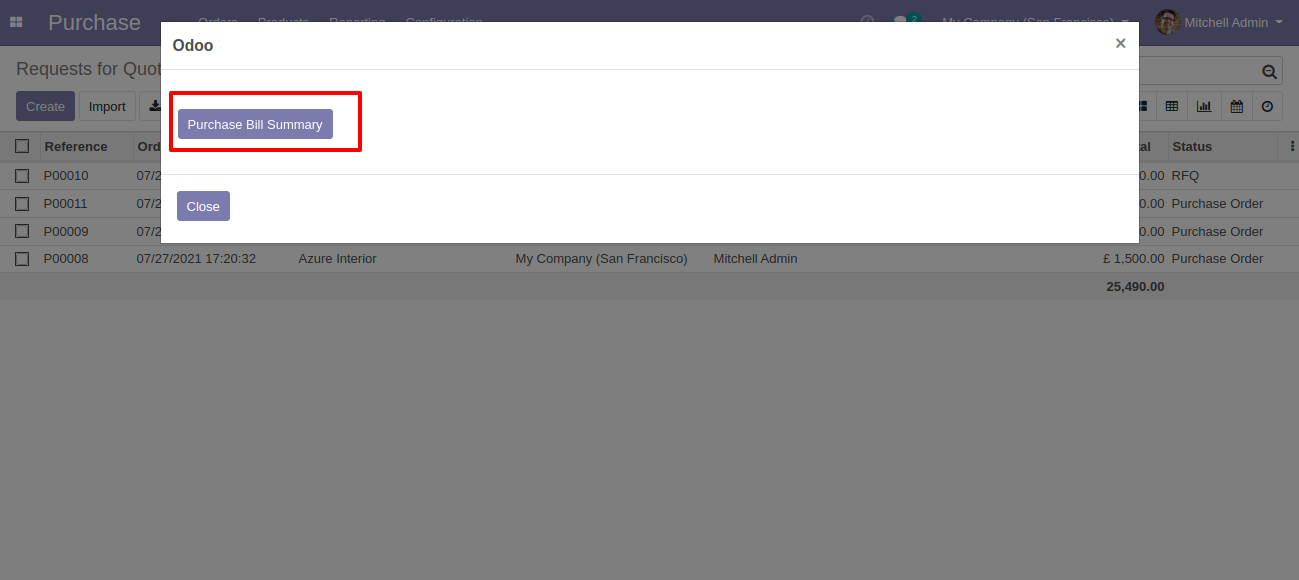 Purchase Orders Products Reporting Configuration 2 My Company (San Francisco) Mitchell Admin
Odoo ×
Requests for Quot
Create Import
Purchase Bill Summary
Reference Ord tal Status
P00010 07/2 0.00 RFQ
P00011 07/2 0.00 Purchase Order
P00009 07/2 0.00 Purchase Order
Close
P00008 07/27/2021 17:20:32 Azure Interior My Company (San Francisco) Mitchell Admin £ 1,500.00 Purchase Order
25,490.00